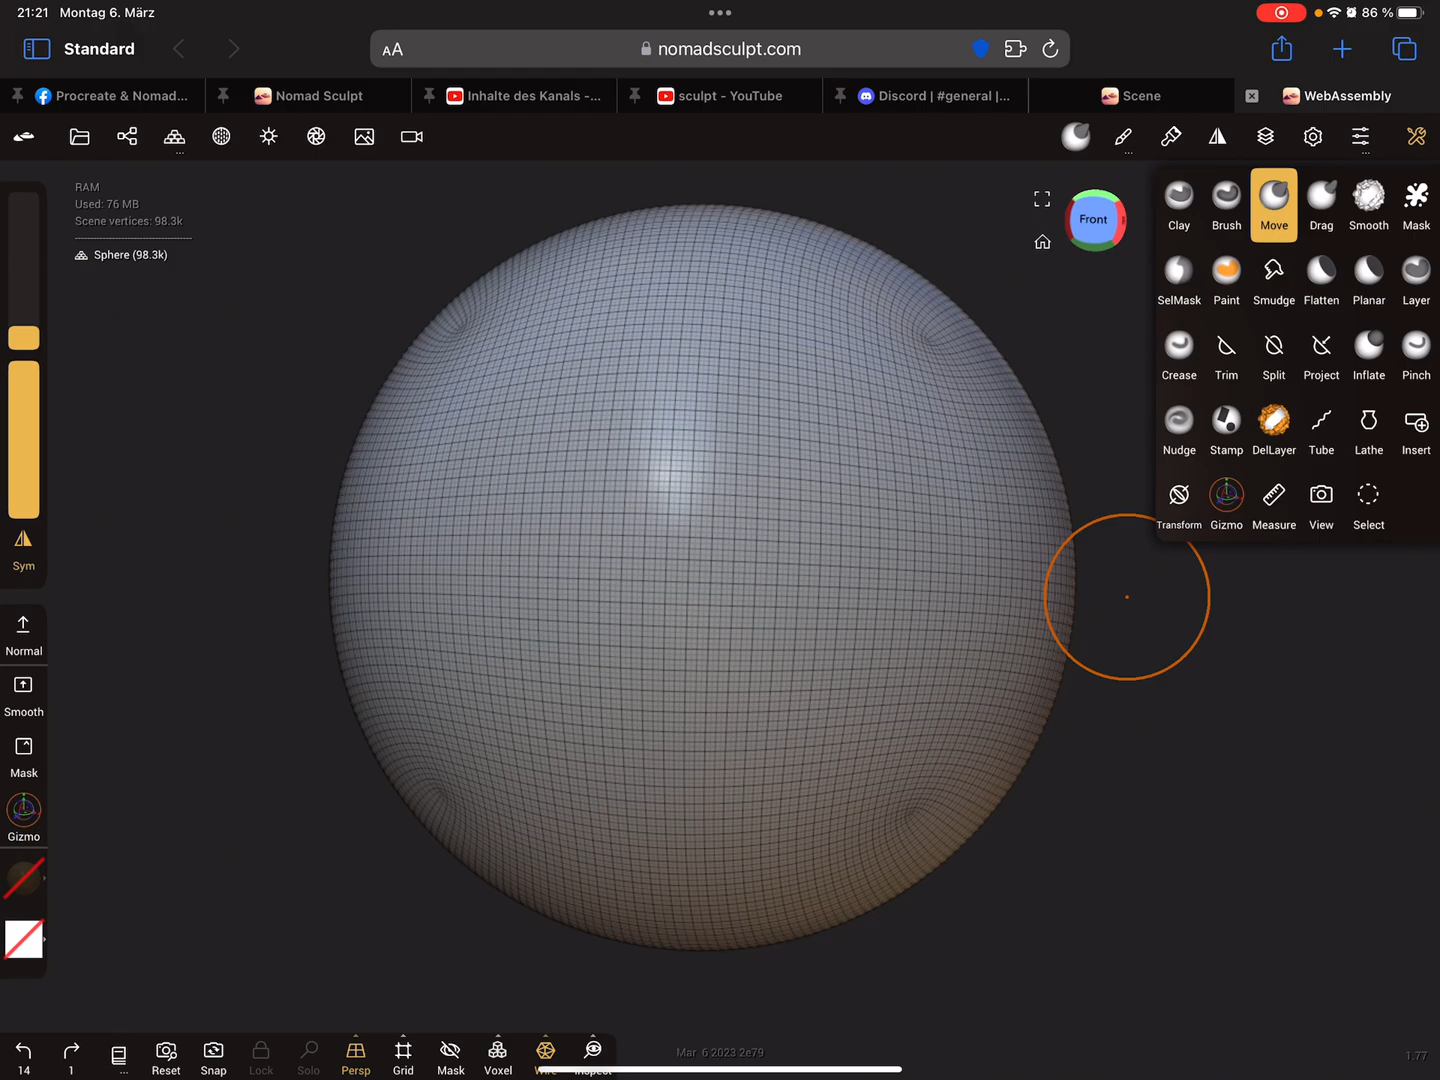 21:21 Montag 6. März
86 %
Standard
AA
nomadsculpt.com
Procreate & Nomad...
Nomad Sculpt
Inhalte des Kanals -...
sculpt - YouTube
Discord | #general |...
Scene
WebAssembly
RAM
Used: 76 MB
Scene vertices: 98.3k
Sphere (98.3k)
Front
Clay Brush Move Drag Smooth Mask
SelMask Paint Smudge Flatten Planar Layer
Crease Trim Split Project Inflate Pinch
Nudge Stamp DelLayer Tube Lathe Insert
Transform Gizmo Measure View Select
Sym
Normal
Smooth
Mask
Gizmo
14 1 ... Reset Snap Lock Solo Persp Grid Mask Voxel Wire Inspect
Mar 6 2023 2e79
1.77